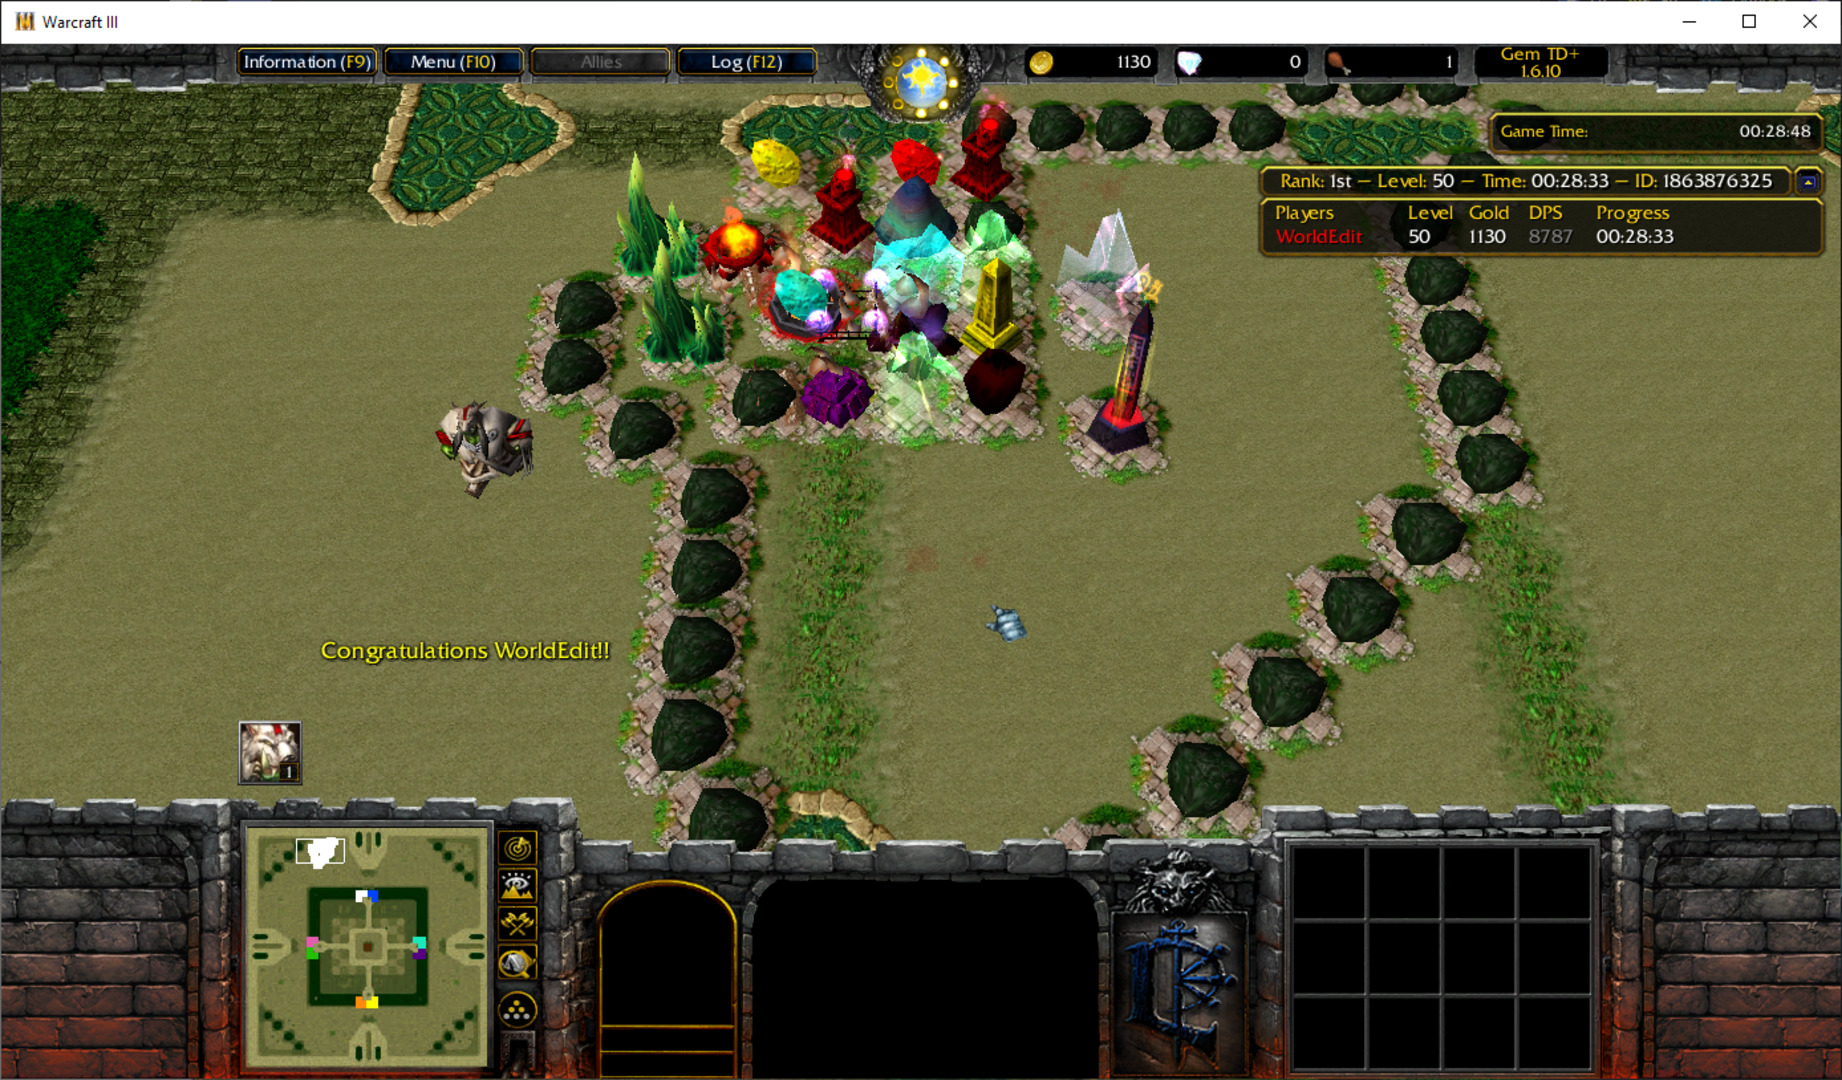 Warcraft III
Information (F9)
Menu (F10)
Allies
Log (F12)
1130
0
1
Gem TD+
1.6.10
Game Time: 00:28:48
Rank: 1st – Level: 50 – Time: 00:28:33 – ID: 1863876325
Players Level Gold DPS Progress
WorldEdit 50 1130 8787 00:28:33
Congratulations WorldEdit!!
1